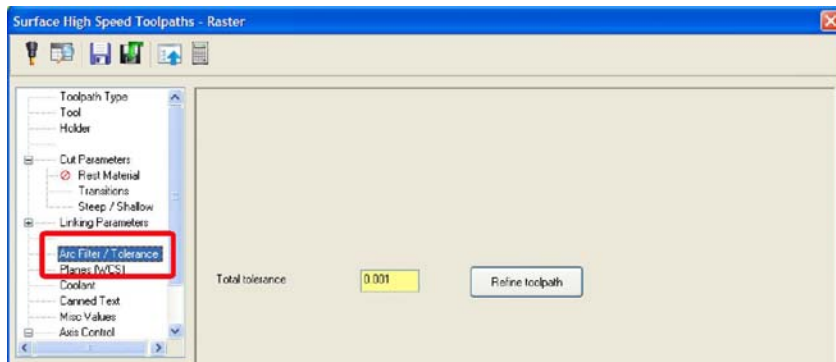 Surface High Speed Toolpaths - Raster
Toolpath Type
Tool
Holder
Cut Parameters
Rest Material
Transitions
Steep / Shallow
Linking Parameters
Arc Filter / Tolerance
Planes (WCS)
Coolant
Canned Text
Misc Values
Axis Control
Total tolerance
0.001
Refine toolpath